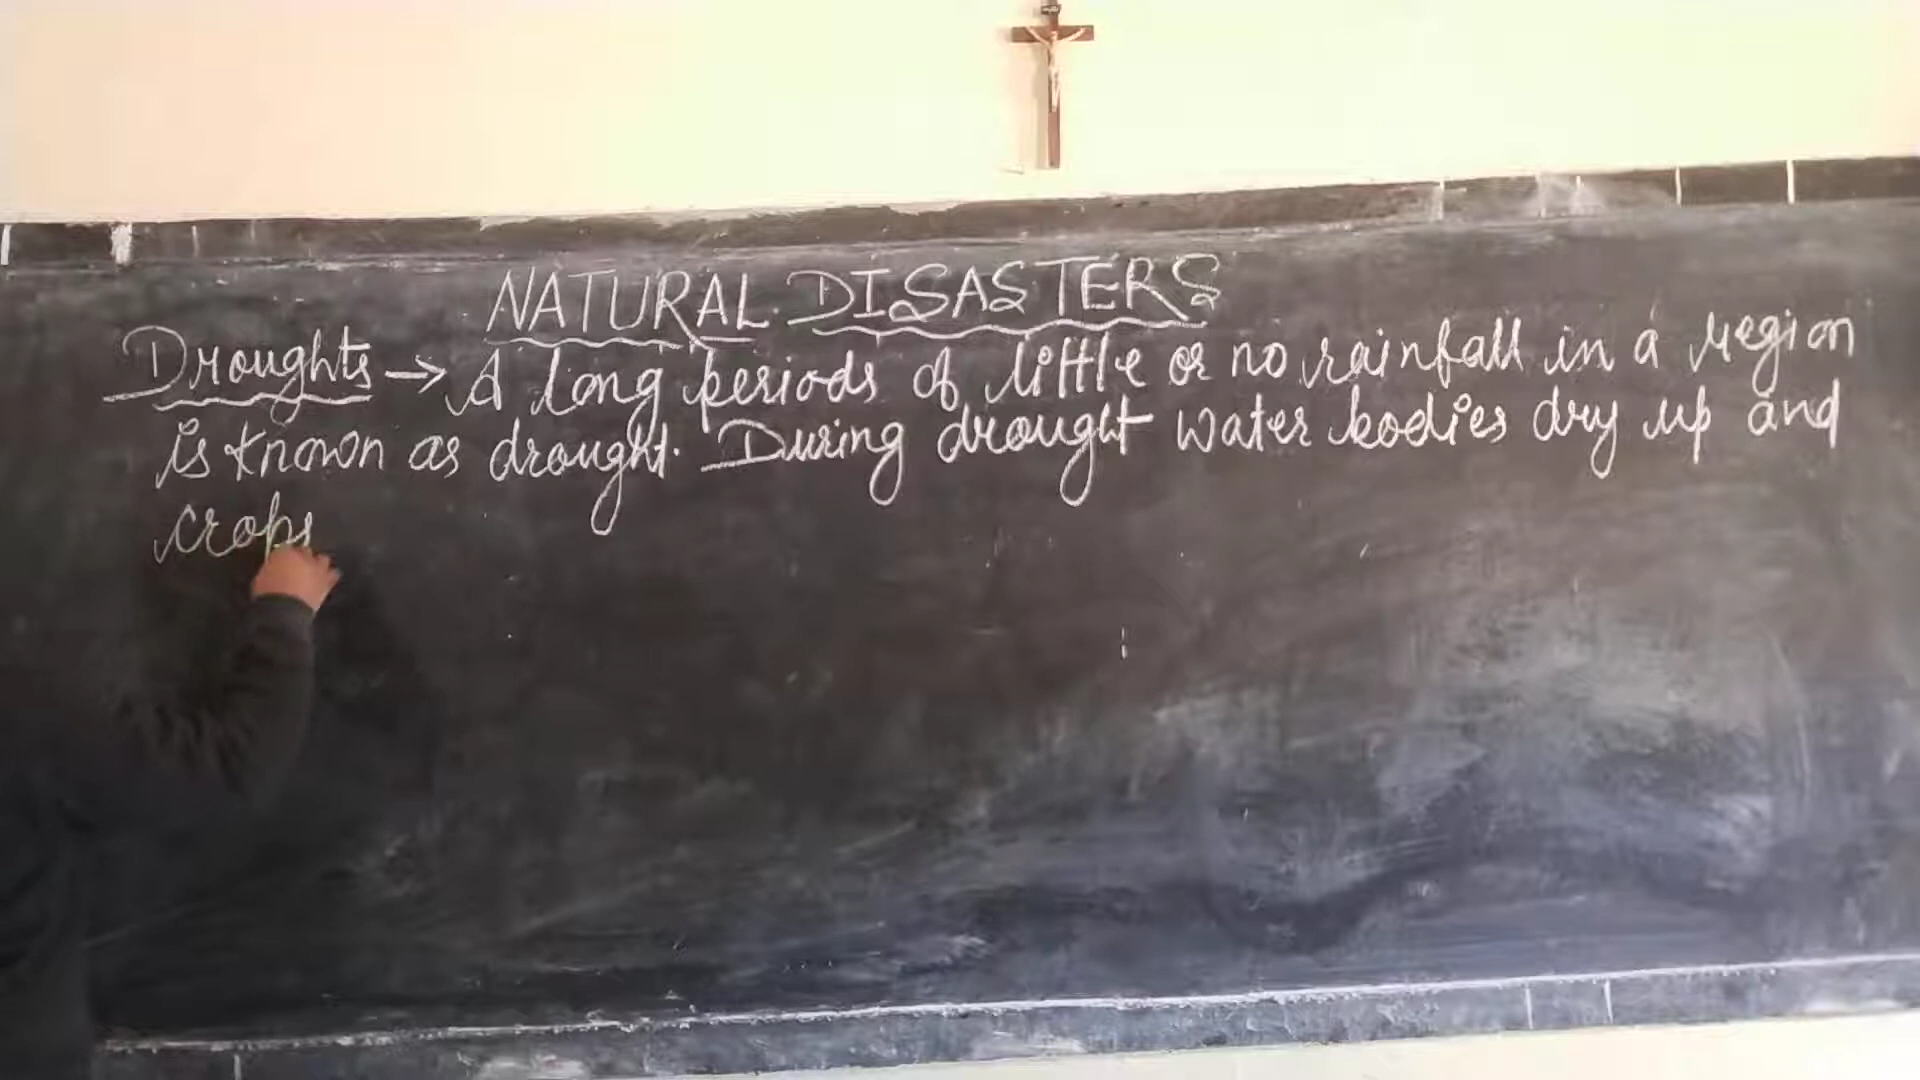 NATURAL DISASTERS
Droughts → A long periods of little or no rainfall in a region
is known as drought. During drought water bodies dry up and
crops